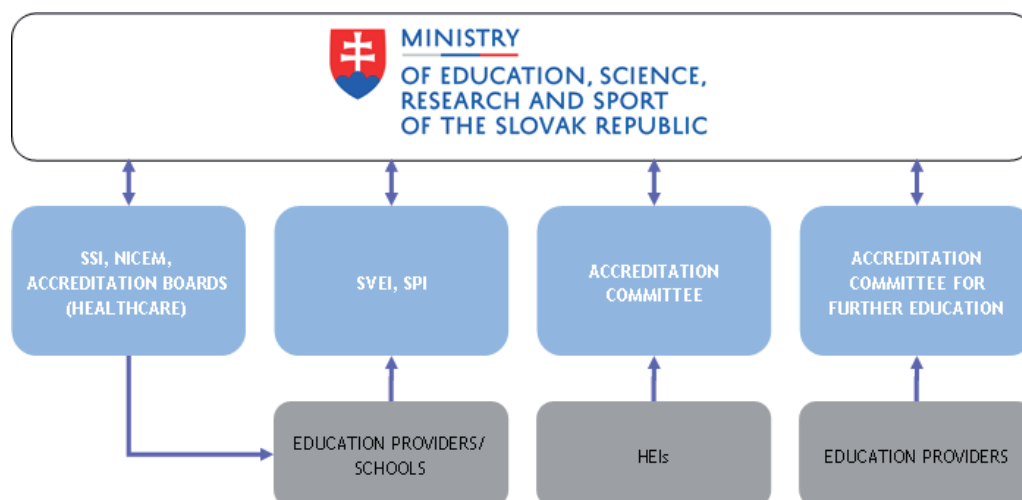 MINISTRY
OF EDUCATION, SCIENCE,
RESEARCH AND SPORT
OF THE SLOVAK REPUBLIC
SSI, NICEM,
ACCREDITATION BOARDS
(HEALTHCARE)
SVEI, SPI
ACCREDITATION
COMMITTEE
ACCREDITATION
COMMITTEE FOR
FURTHER EDUCATION
EDUCATION PROVIDERS/
SCHOOLS
HEIs
EDUCATION PROVIDERS